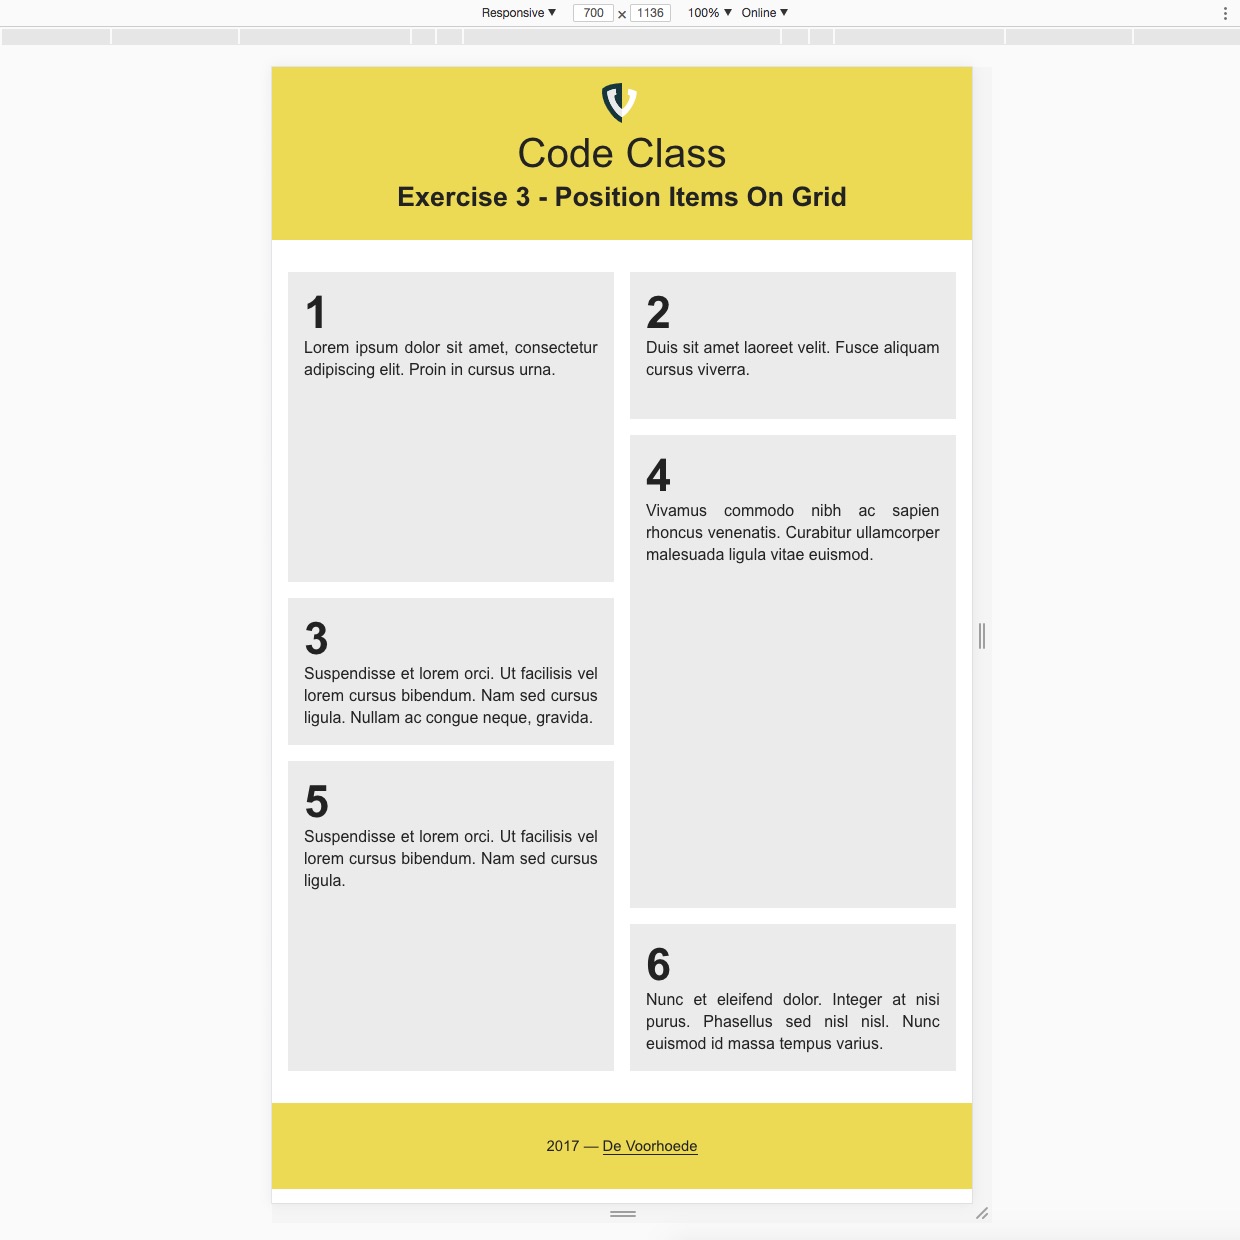 Responsive ▼ 700 × 1136 100% ▼ Online ▼
Code Class
Exercise 3 - Position Items On Grid
1
Lorem ipsum dolor sit amet, consectetur
adipiscing elit. Proin in cursus urna.
2
Duis sit amet laoreet velit. Fusce aliquam
cursus viverra.
3
Suspendisse et lorem orci. Ut facilisis vel
lorem cursus bibendum. Nam sed cursus
ligula. Nullam ac congue neque, gravida.
4
Vivamus commodo nibh ac sapien
rhoncus venenatis. Curabitur ullamcorper
malesuada ligula vitae euismod.
5
Suspendisse et lorem orci. Ut facilisis vel
lorem cursus bibendum. Nam sed cursus
ligula.
6
Nunc et eleifend dolor. Integer at nisi
purus. Phasellus sed nisl nisl. Nunc
euismod id massa tempus varius.
2017 — De Voorhoede